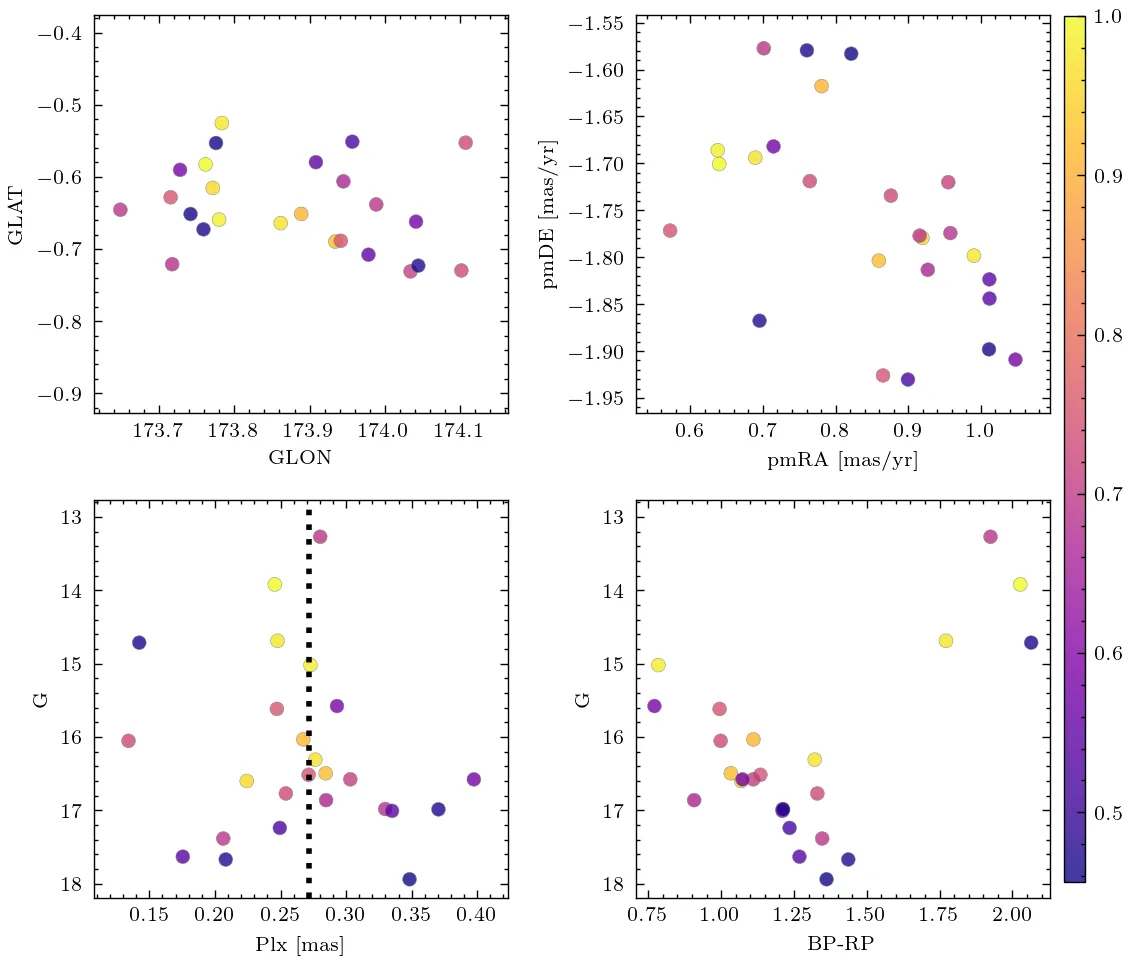 −0.4
−0.5
−0.6
−0.7
−0.8
−0.9
GLAT
173.7 173.8 173.9 174.0 174.1
GLON
−1.55
−1.60
−1.65
−1.70
−1.75
−1.80
−1.85
−1.90
−1.95
pmDE [mas/yr]
0.6 0.7 0.8 0.9 1.0
pmRA [mas/yr]
1.0
0.9
0.8
0.7
0.6
0.5
13
14
15
16
17
18
G
0.15 0.20 0.25 0.30 0.35 0.40
Plx [mas]
13
14
15
16
17
18
G
0.75 1.00 1.25 1.50 1.75 2.00
BP-RP